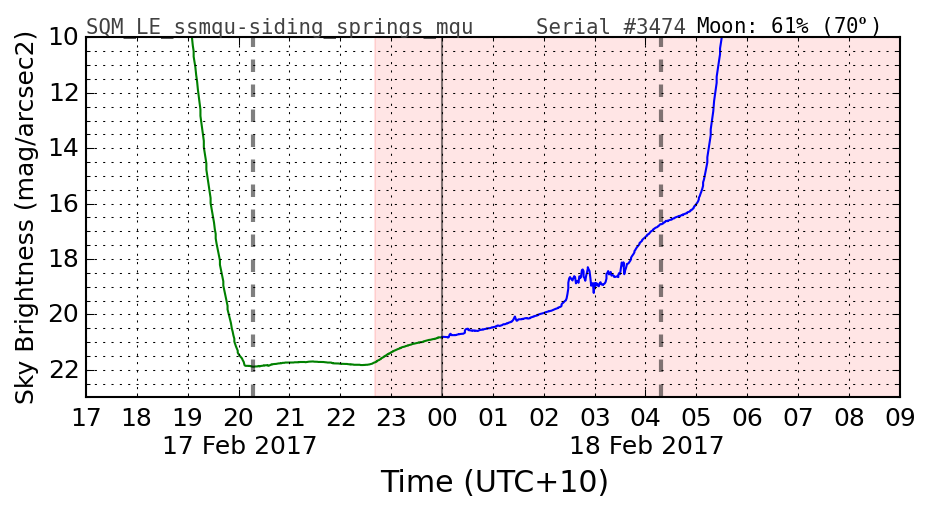 SQM_LE_ssmqu-siding_springs_mqu Serial #3474 Moon: 61% (70°)
10
12
14
16
18
20
22
Sky Brightness (mag/arcsec2)
17 18 19 20 21 22 23 00 01 02 03 04 05 06 07 08 09
17 Feb 2017 18 Feb 2017
Time (UTC+10)